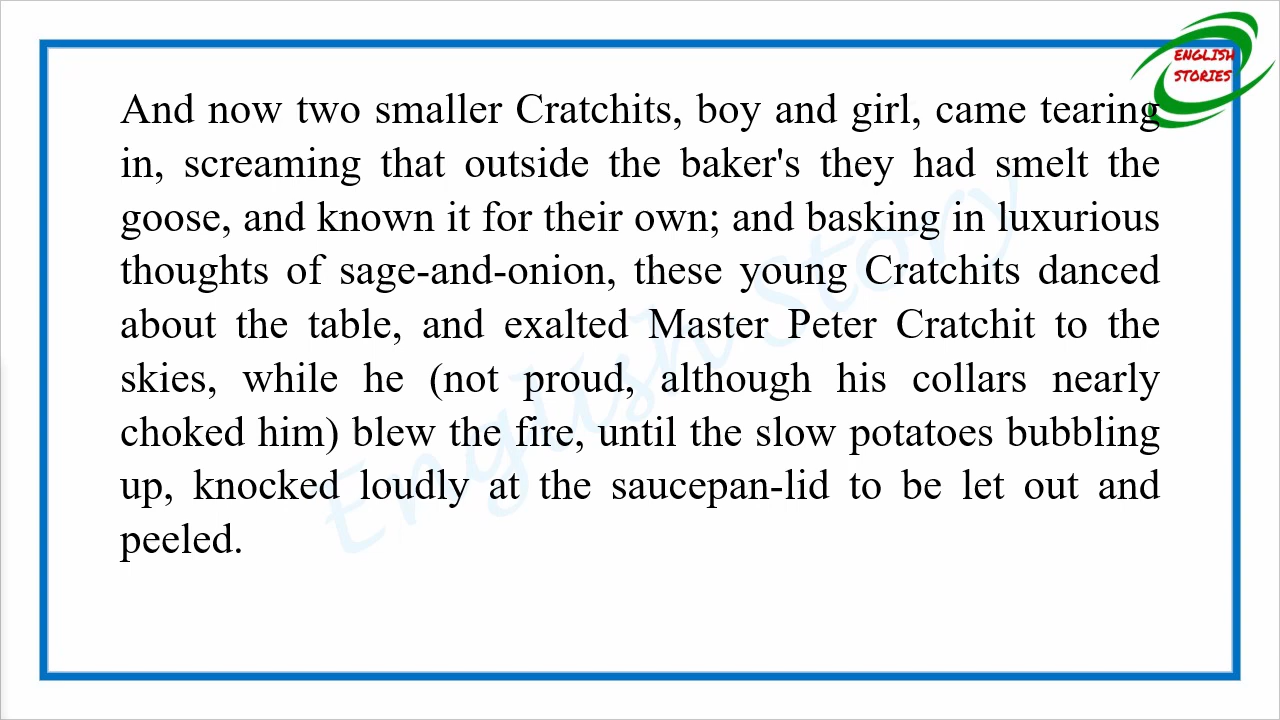 ENGLISH
STORIES
And now two smaller Cratchits, boy and girl, came tearing
in, screaming that outside the baker's they had smelt the
goose, and known it for their own; and basking in luxurious
thoughts of sage-and-onion, these young Cratchits danced
about the table, and exalted Master Peter Cratchit to the
skies, while he (not proud, although his collars nearly
choked him) blew the fire, until the slow potatoes bubbling
up, knocked loudly at the saucepan-lid to be let out and
peeled.
English Story